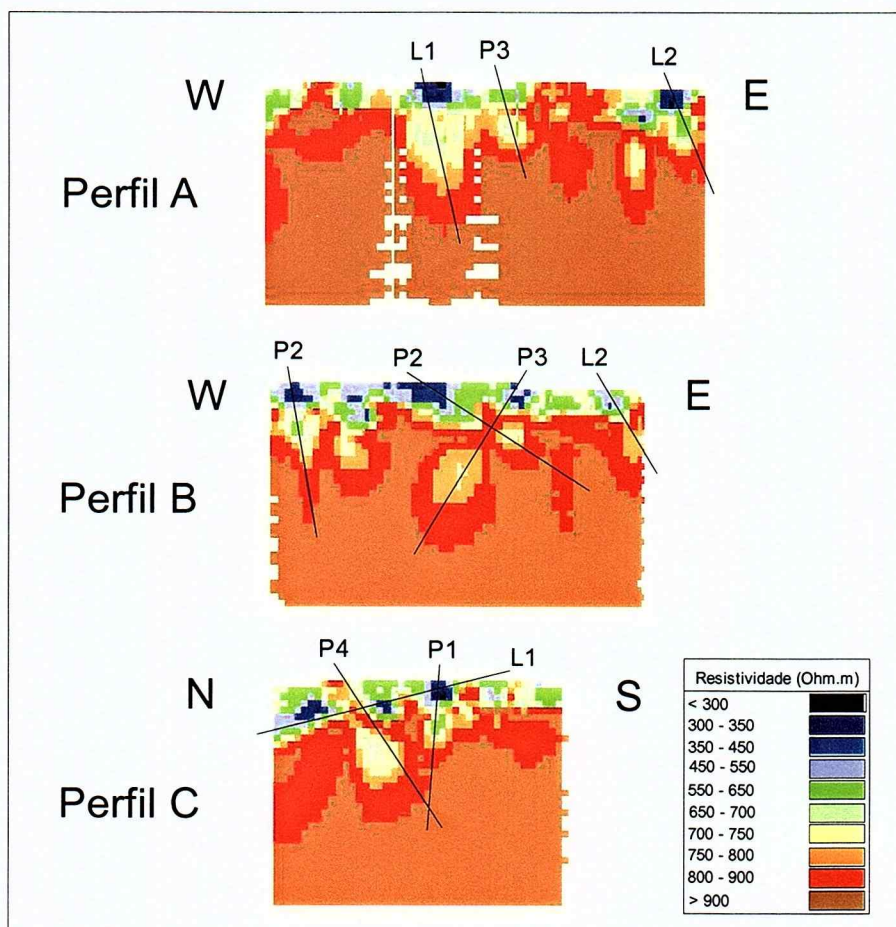 L1 P3 L2
W E
Perfil A
P2 P2 P3 L2
W E
Perfil B
P4 P1 L1
N S
Perfil C
Resistividade (Ohm.m)
< 300
300 - 350
350 - 450
450 - 550
550 - 650
650 - 700
700 - 750
750 - 800
800 - 900
> 900